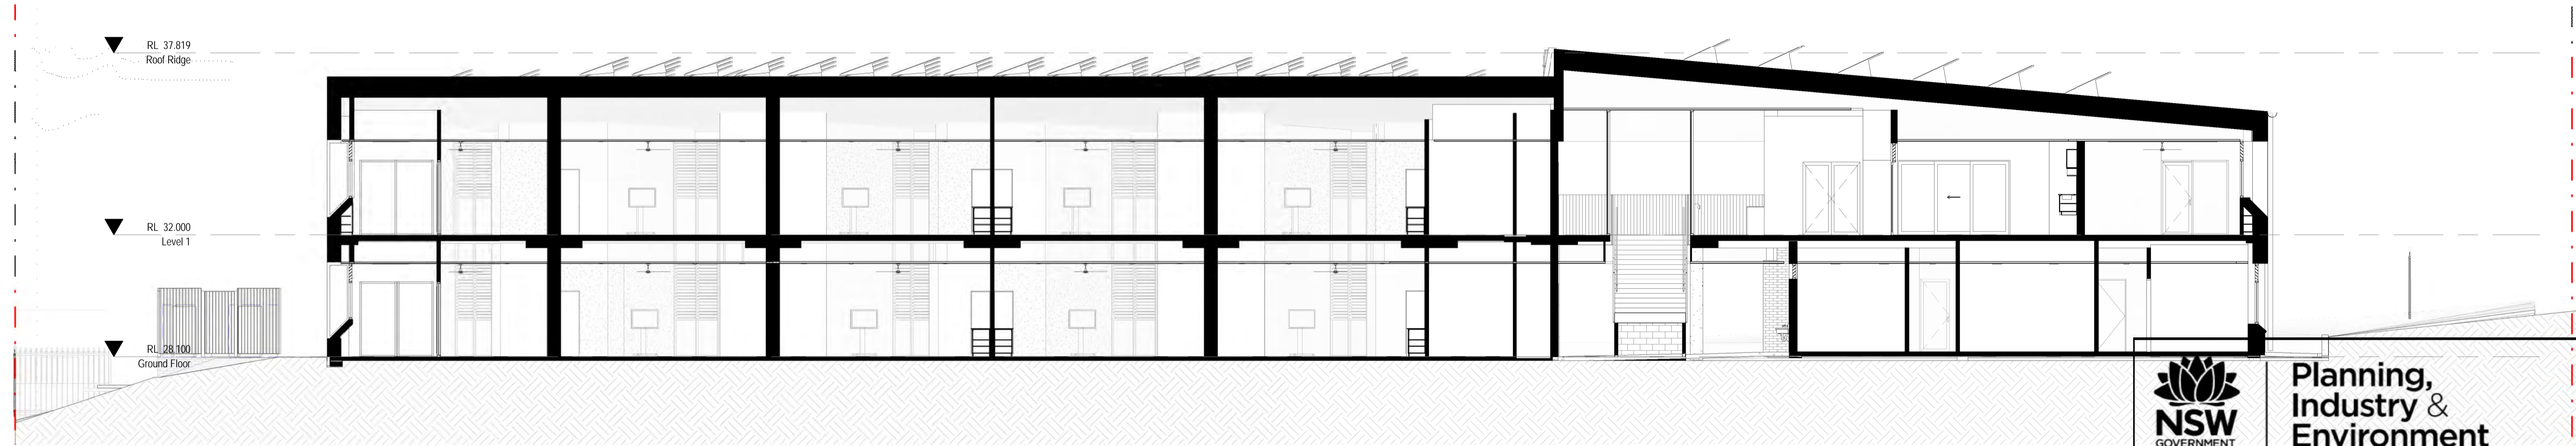 RL 37.819
Roof Ridge
RL 32.000
Level 1
RL 28.100
Ground Floor
NSW
GOVERNMENT
Planning,
Industry &
Environment